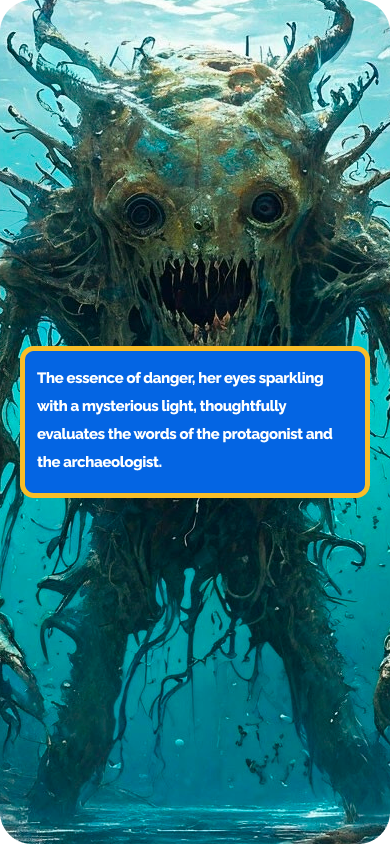 The essence of danger, her eyes sparkling
with a mysterious light, thoughtfully
evaluates the words of the protagonist and
the archaeologist.